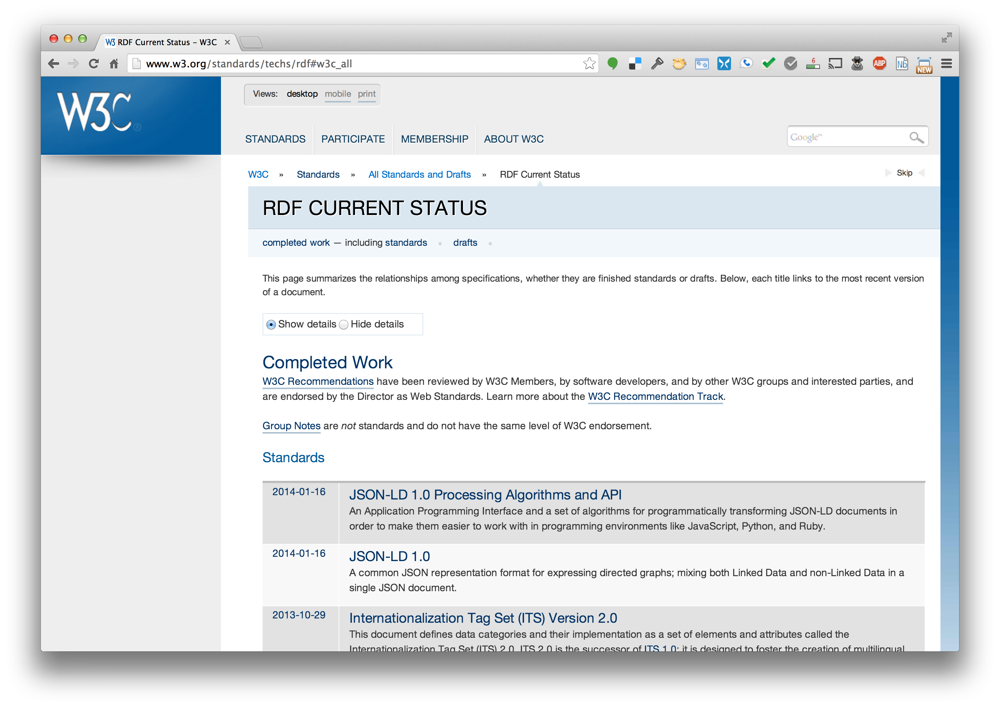 W3 RDF Current Status – W3C ×
www.w3.org/standards/techs/rdf#w3c_all
6
ABP
Nb
NEW
W3C®
Views: desktop mobile print
STANDARDS PARTICIPATE MEMBERSHIP ABOUT W3C
Google™
W3C » Standards » All Standards and Drafts » RDF Current Status
Skip
RDF CURRENT STATUS
completed work — including standards • drafts •
This page summarizes the relationships among specifications, whether they are finished standards or drafts. Below, each title links to the most recent version
of a document.
Show details Hide details
Completed Work
W3C Recommendations have been reviewed by W3C Members, by software developers, and by other W3C groups and interested parties, and
are endorsed by the Director as Web Standards. Learn more about the W3C Recommendation Track.
Group Notes are not standards and do not have the same level of W3C endorsement.
Standards
2014-01-16 JSON-LD 1.0 Processing Algorithms and API
An Application Programming Interface and a set of algorithms for programmatically transforming JSON-LD documents in
order to make them easier to work with in programming environments like JavaScript, Python, and Ruby.
2014-01-16 JSON-LD 1.0
A common JSON representation format for expressing directed graphs; mixing both Linked Data and non-Linked Data in a
single JSON document.
2013-10-29 Internationalization Tag Set (ITS) Version 2.0
This document defines data categories and their implementation as a set of elements and attributes called the
Internationalization Tag Set (ITS) 2.0. ITS 2.0 is the successor of ITS 1.0; it is designed to foster the creation of multilingual